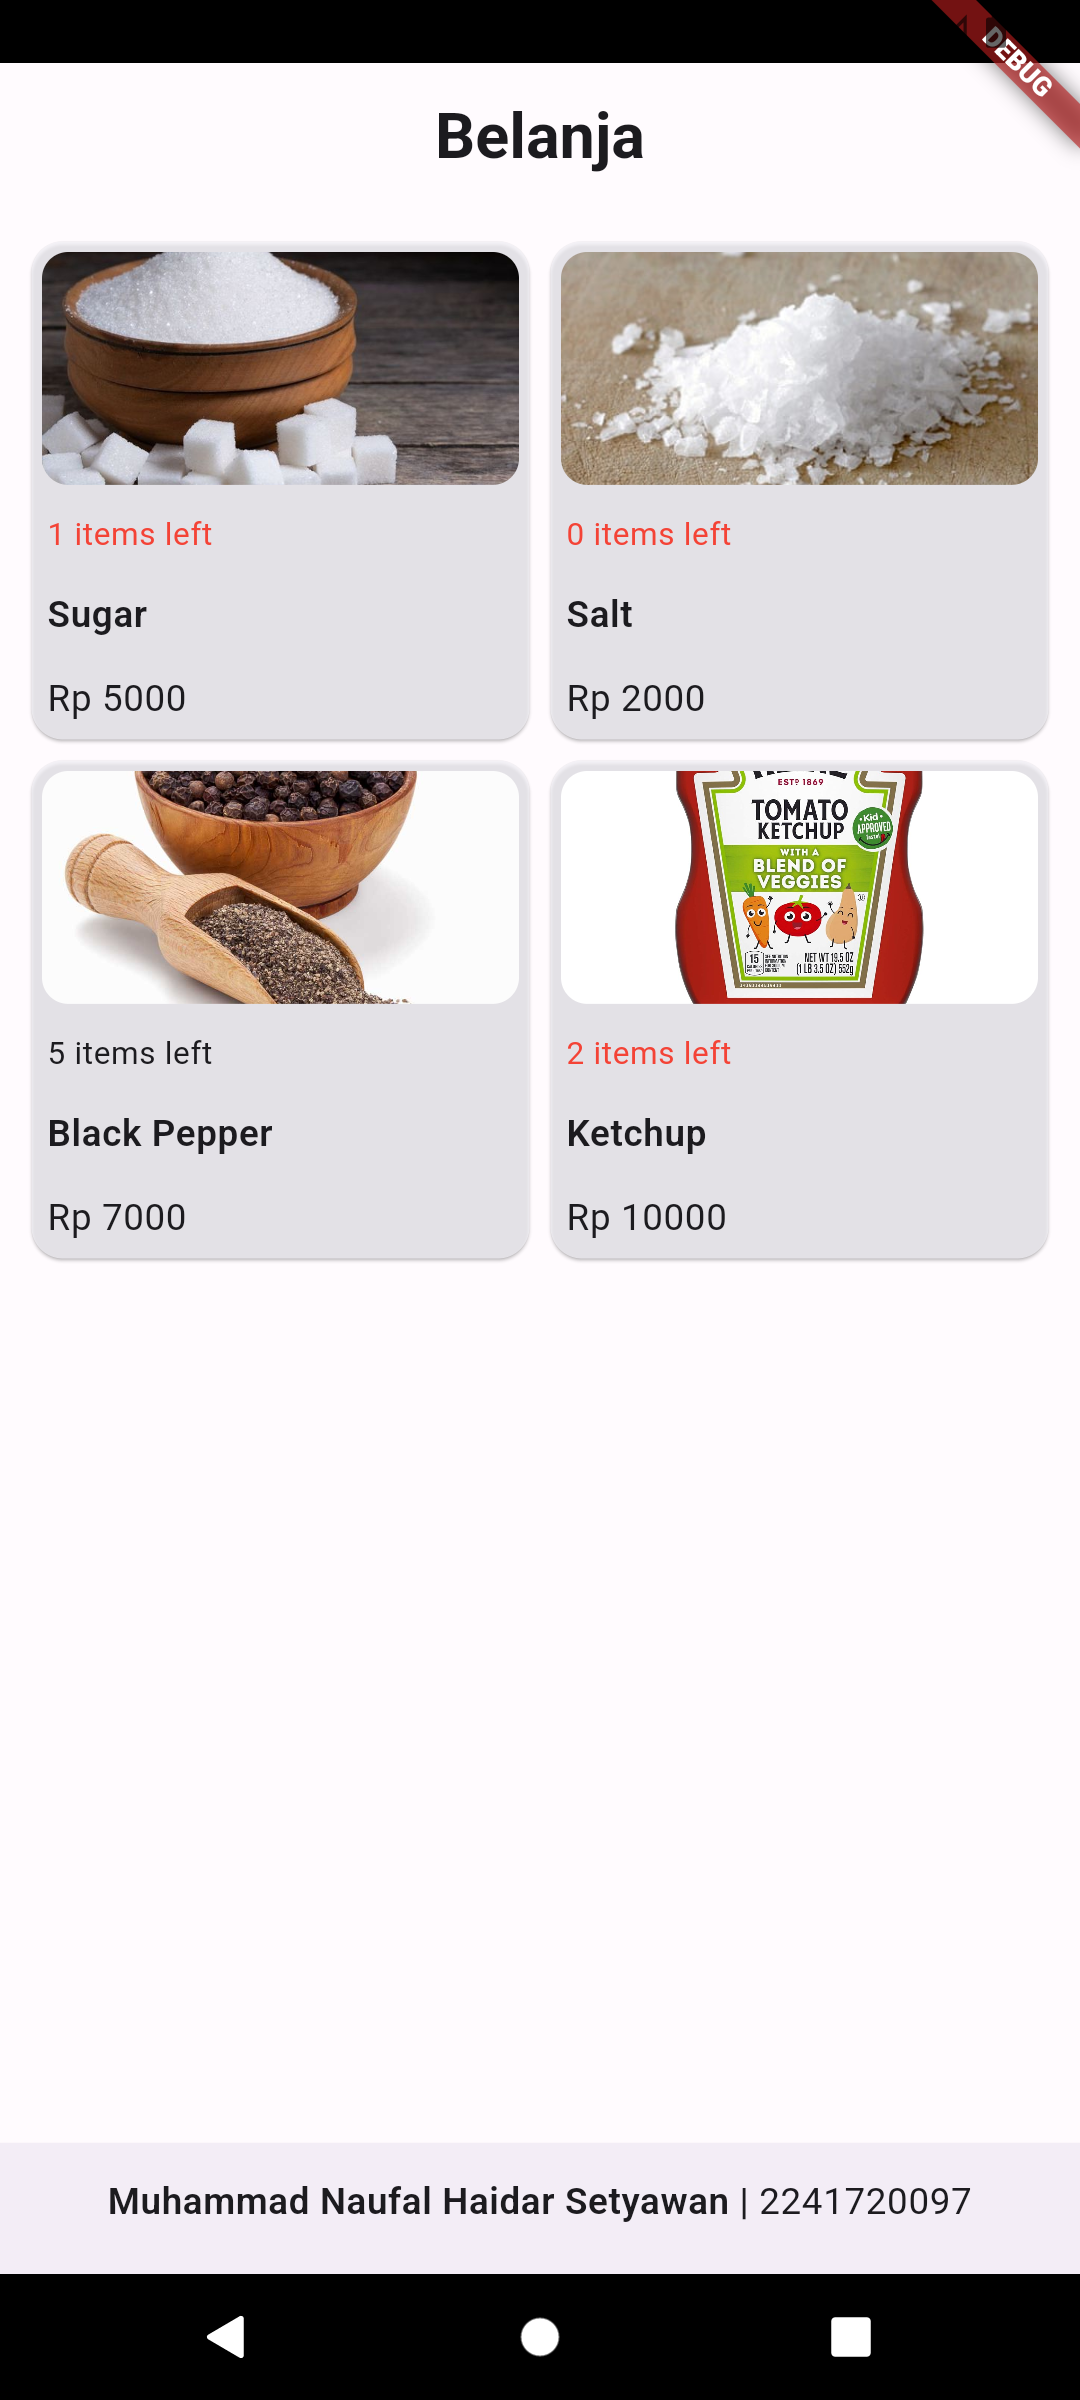 DEBUG
Belanja
1 items left
Sugar
Rp 5000
0 items left
Salt
Rp 2000
EST? 1869
TOMATO
KETCHUP
Kid
APPROVED
TASTE!
WITH A
BLEND OF
VEGGIES
15
NET WT 19.5 OZ
(1 LB 3.5 OZ) 552g
5 items left
Black Pepper
Rp 7000
2 items left
Ketchup
Rp 10000
Muhammad Naufal Haidar Setyawan | 2241720097